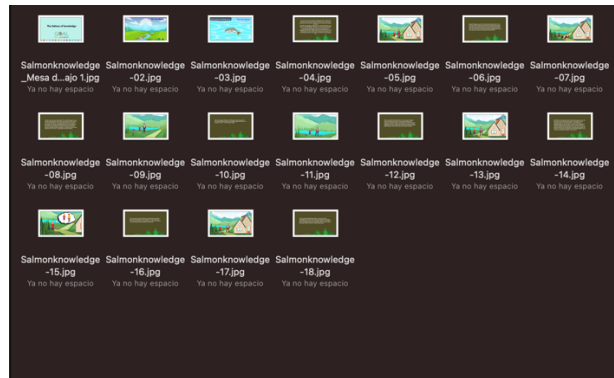 The Salmon of Knowledge
Salmonknowledge
_Mesa d...ajo 1.jpg
Ya no hay espacio
Salmonknowledge
-02.jpg
Ya no hay espacio
Salmonknowledge
-03.jpg
Ya no hay espacio
Salmonknowledge
-04.jpg
Ya no hay espacio
Salmonknowledge
-05.jpg
Ya no hay espacio
Salmonknowledge
-06.jpg
Ya no hay espacio
Salmonknowledge
-07.jpg
Ya no hay espacio
Salmonknowledge
-08.jpg
Ya no hay espacio
Salmonknowledge
-09.jpg
Ya no hay espacio
Salmonknowledge
-10.jpg
Ya no hay espacio
Salmonknowledge
-11.jpg
Ya no hay espacio
Salmonknowledge
-12.jpg
Ya no hay espacio
Salmonknowledge
-13.jpg
Ya no hay espacio
Salmonknowledge
-14.jpg
Ya no hay espacio
Salmonknowledge
-15.jpg
Ya no hay espacio
Salmonknowledge
-16.jpg
Ya no hay espacio
Salmonknowledge
-17.jpg
Ya no hay espacio
Salmonknowledge
-18.jpg
Ya no hay espacio